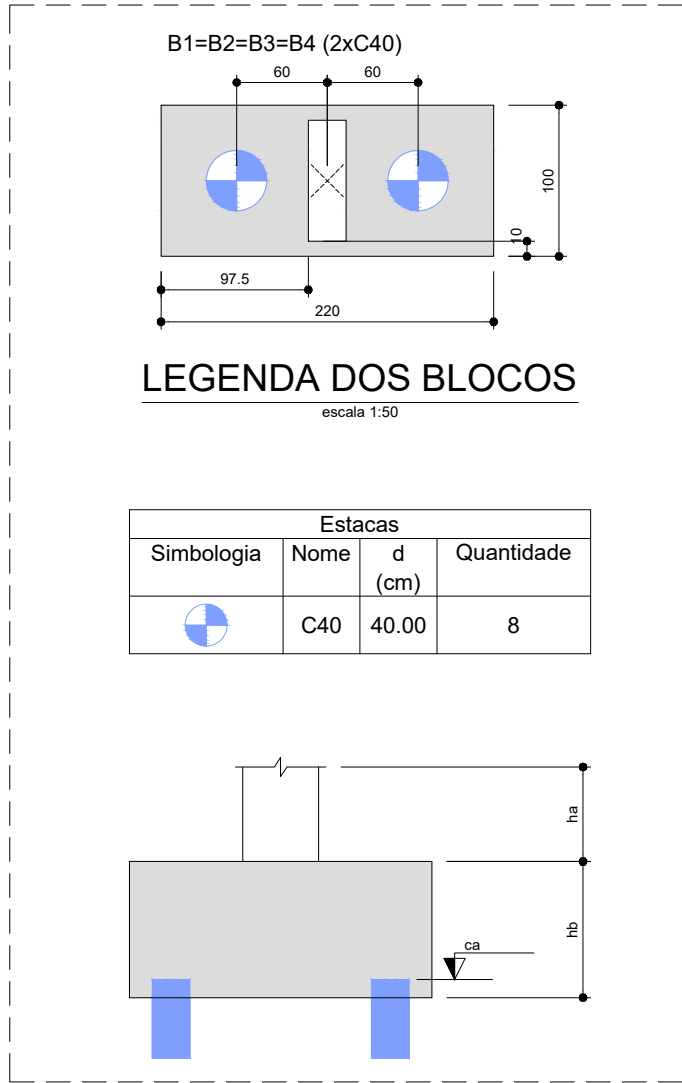 B1=B2=B3=B4 (2xC40)
60
60
100
10
97.5
220
LEGENDA DOS BLOCOS
escala 1:50
Estacas
Simbologia Nome d (cm) Quantidade
C40 40.00 8
ha
hb
ca